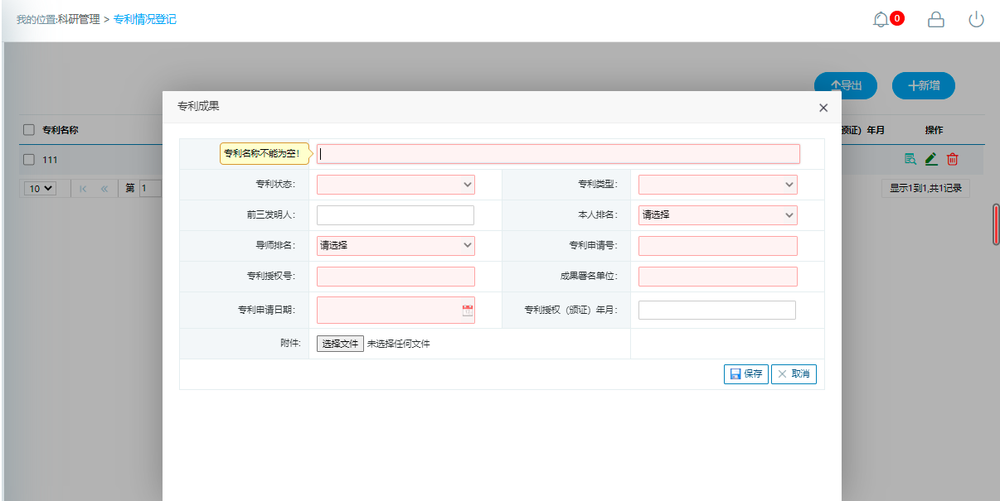 我的位置:科研管理 > 专利情况登记
0
导出
新增
专利成果
专利名称
颁证）年月
操作
专利名称不能为空!
111
专利状态:
专利类型:
10
第 1
显示1到1,共1记录
前三发明人:
本人排名:
请选择
导师排名:
请选择
专利申请号:
专利授权号:
成果署名单位:
专利申请日期:
专利授权（颁证）年月:
附件:
选择文件 未选择任何文件
保存
取消